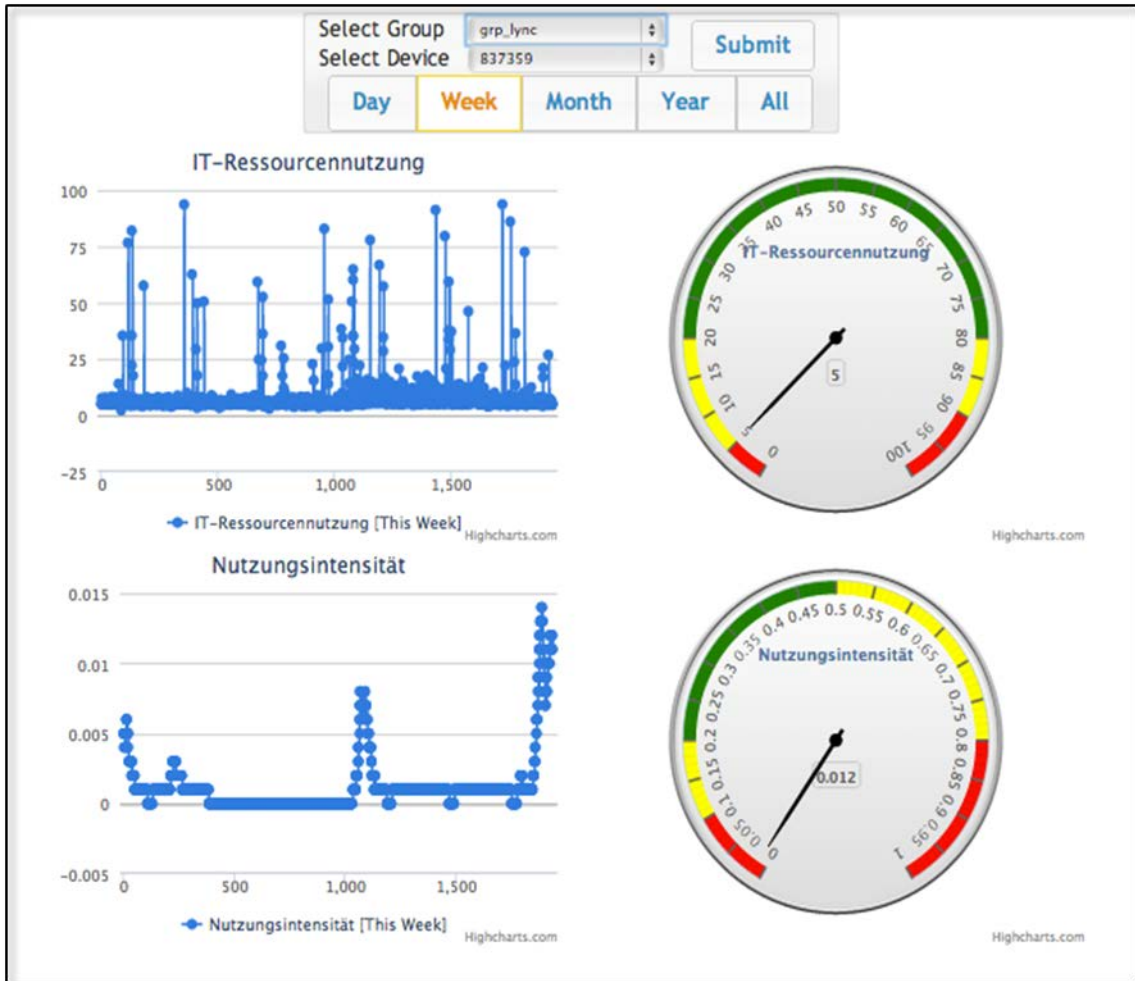 Select Group grp_lync
Submit
Select Device 837359
Day Week Month Year All
IT-Ressourcennutzung
100
75
50
25
0
-25
0 500 1,000 1,500
IT-Ressourcennutzung [This Week]
Highcharts.com
0 5 10 15 20 25 30 35 40 45 50 55 60 65 70 75 80 85 90 95 100
IT-Ressourcennutzung
5
Highcharts.com
Nutzungsintensität
0.015
0.01
0.005
0
-0.005
0 500 1,000 1,500
Nutzungsintensität [This Week]
Highcharts.com
0 0.05 0.1 0.15 0.2 0.25 0.3 0.35 0.4 0.45 0.5 0.55 0.6 0.65 0.7 0.75 0.8 0.85 0.9 0.95 1
Nutzungsintensität
0.012
Highcharts.com